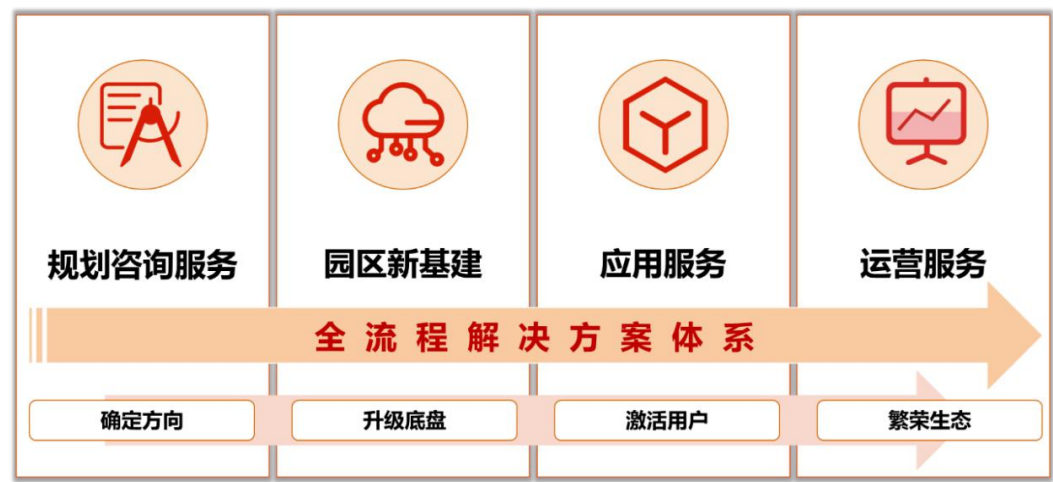 规划咨询服务
园区新基建
应用服务
运营服务
全流程解决方案体系
确定方向
升级底盘
激活用户
繁荣生态